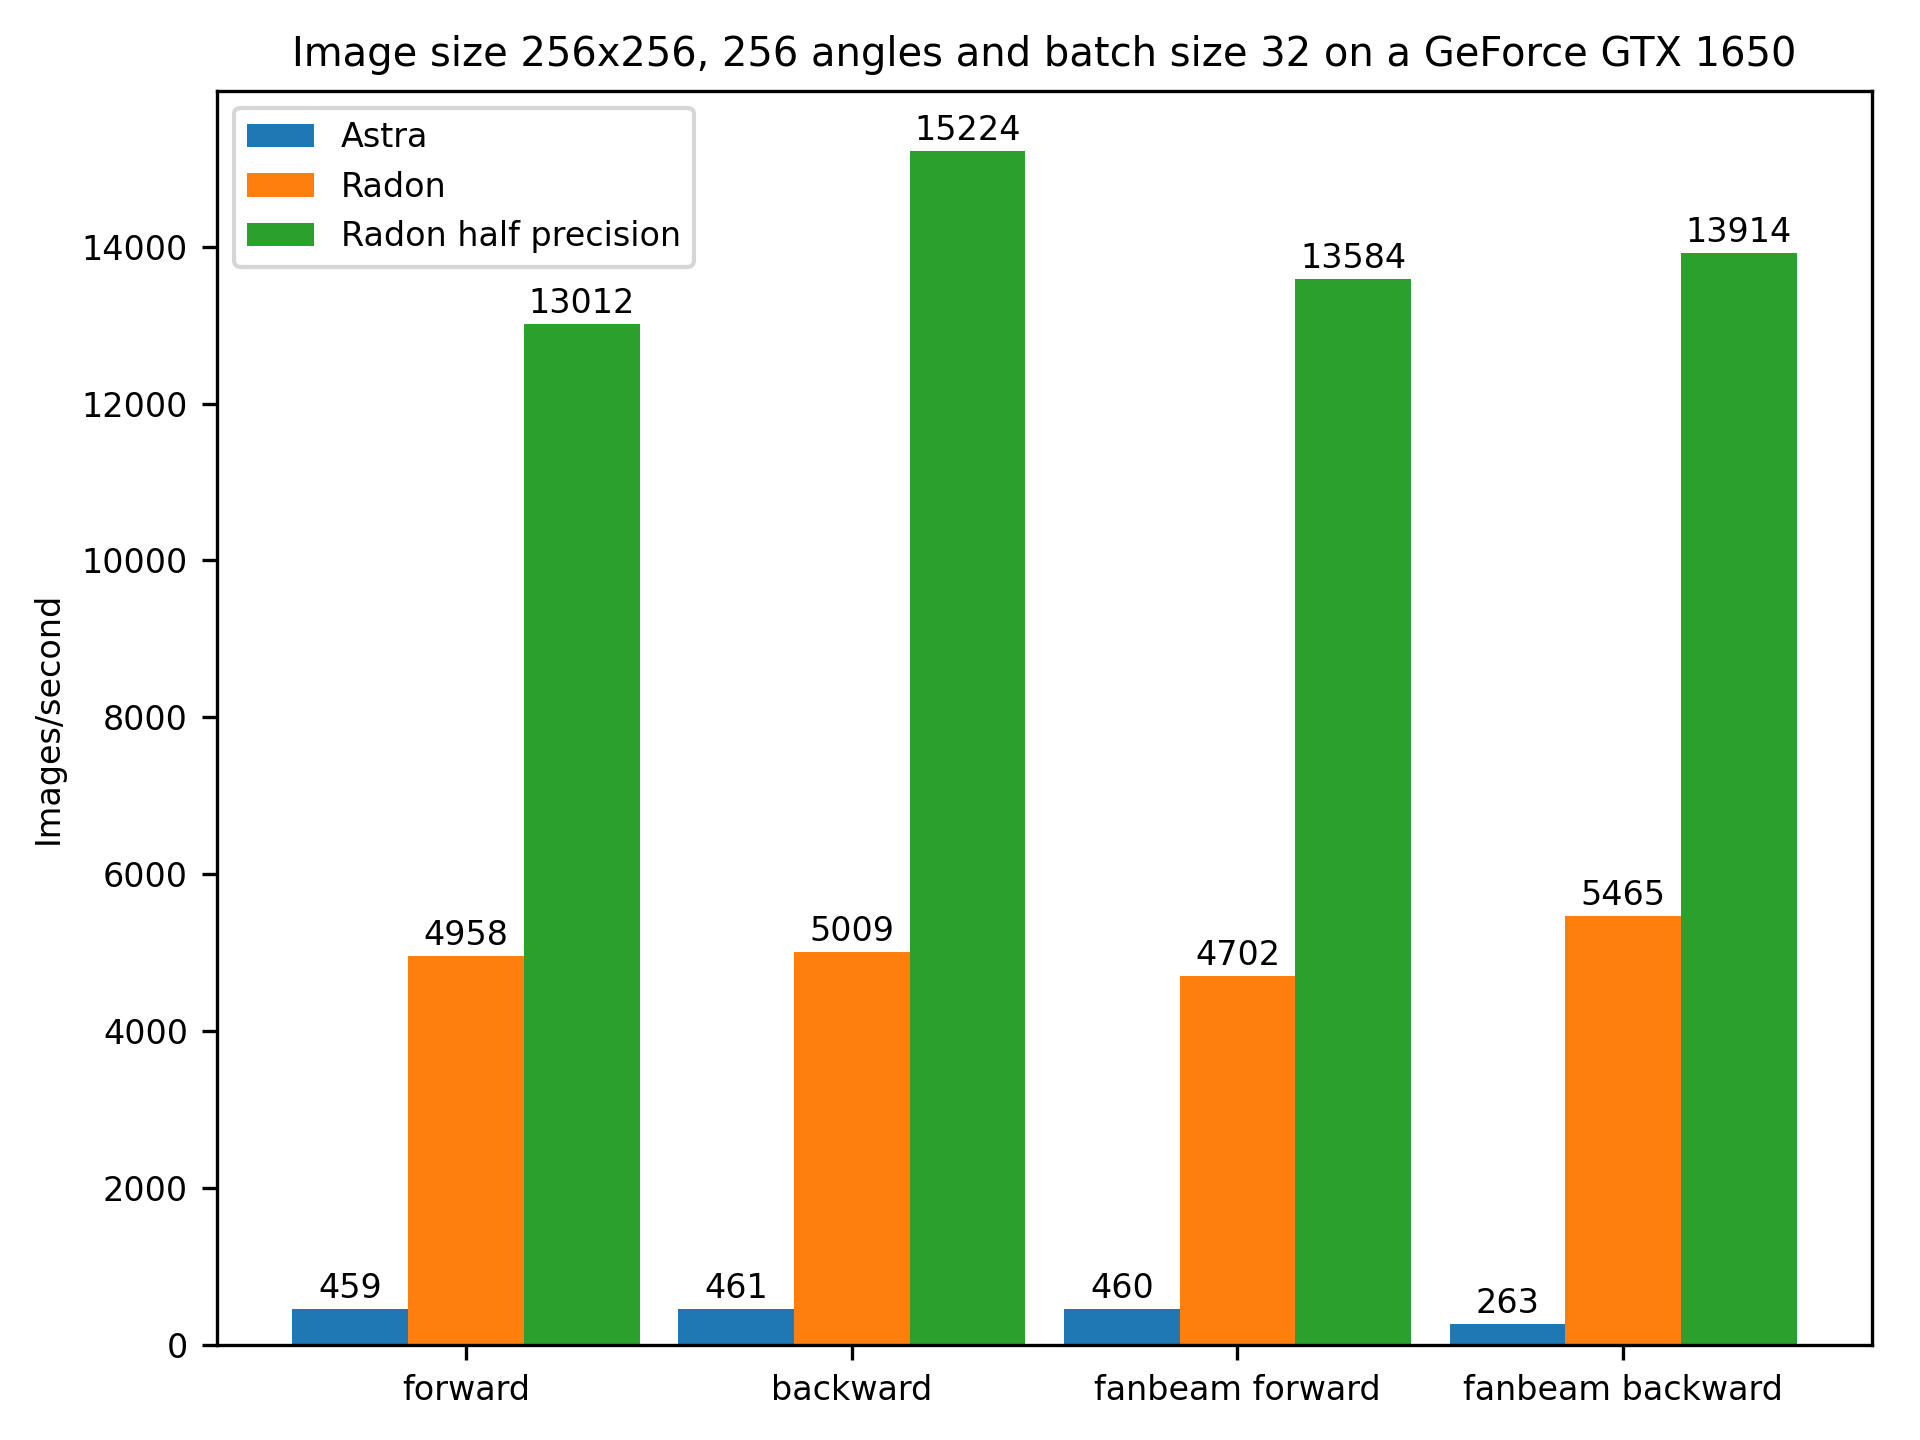 Image size 256x256, 256 angles and batch size 32 on a GeForce GTX 1650
Astra
Radon
Radon half precision
Images/second
14000
12000
10000
8000
6000
4000
2000
0
459
4958
13012
461
5009
15224
460
4702
13584
263
5465
13914
forward
backward
fanbeam forward
fanbeam backward